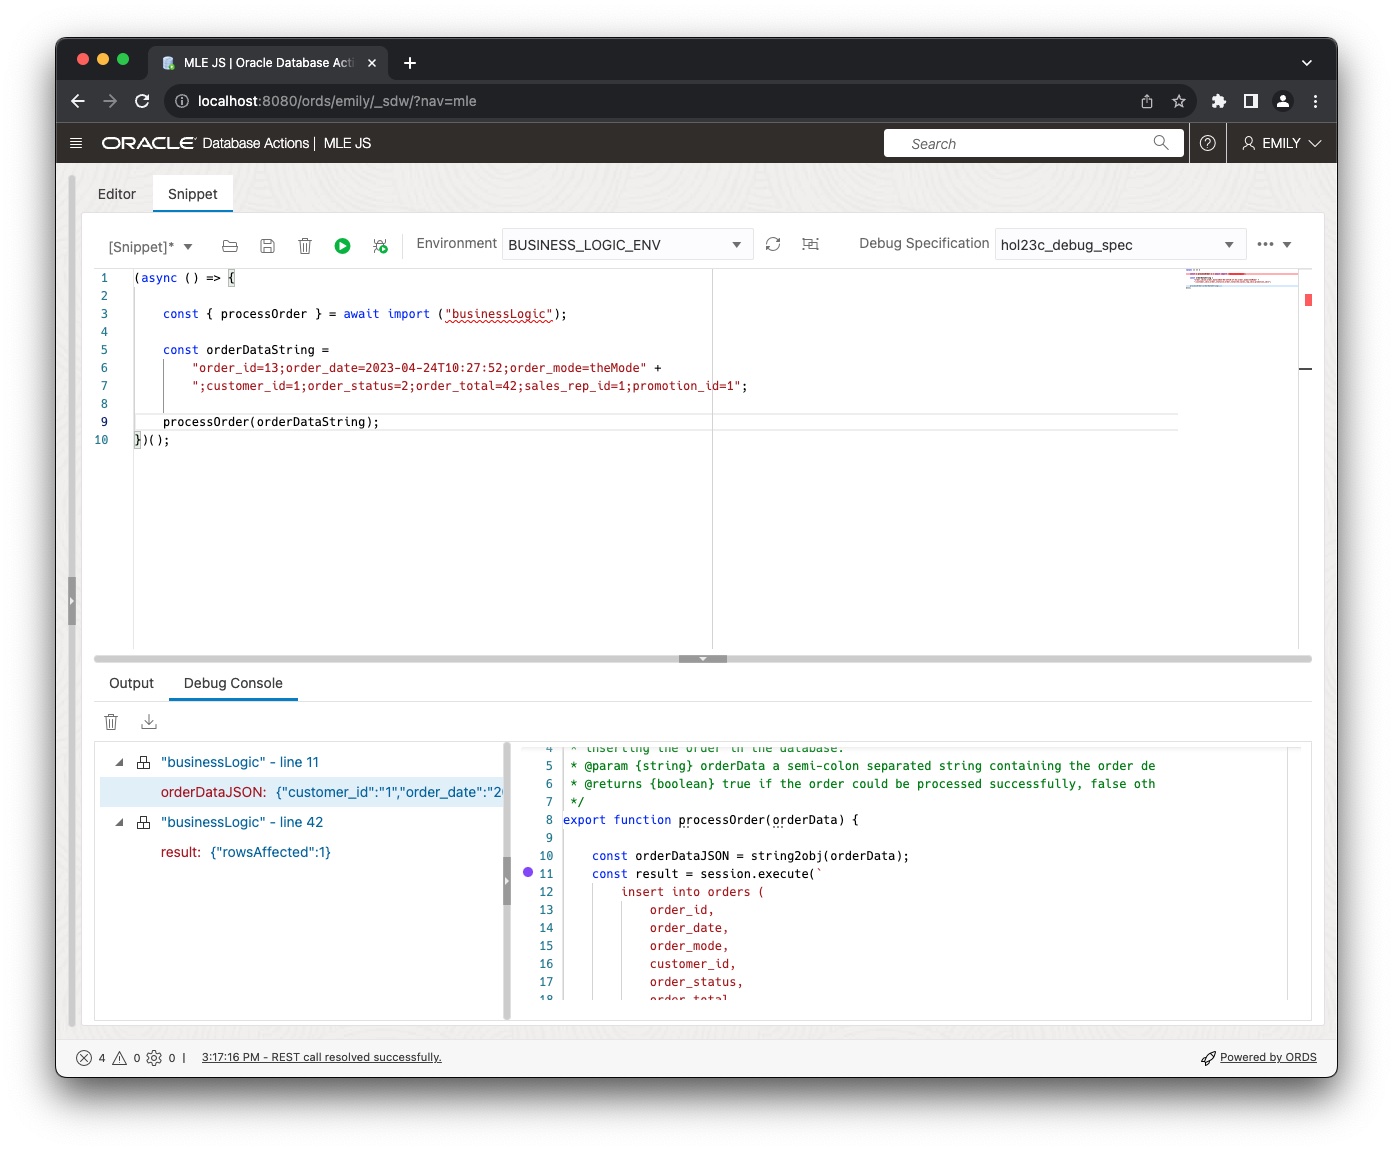 MLE JS | Oracle Database Acti
localhost:8080/ords/emily/_sdw/?nav=mle
ORACLE Database Actions | MLE JS
Search
EMILY
Editor
Snippet
[Snippet]*
Environment
BUSINESS_LOGIC_ENV
Debug Specification
hol23c_debug_spec
1 (async () => {
2
3 const { processOrder } = await import ("businessLogic");
4
5 const orderDataString =
6 "order_id=13;order_date=2023-04-24T10:27:52;order_mode=theMode" +
7 ";customer_id=1;order_status=2;order_total=42;sales_rep_id=1;promotion_id=1";
8
9 processOrder(orderDataString);
10 })();
Output
Debug Console
"businessLogic" - line 11
orderDataJSON: {"customer_id":"1","order_date":"20
"businessLogic" - line 42
result: {"rowsAffected":1}
4 * inserting the order in the database.
5 * @param {string} orderData a semi-colon separated string containing the order de
6 * @returns {boolean} true if the order could be processed successfully, false oth
7 */
8 export function processOrder(orderData) {
9
10 const orderDataJSON = string2obj(orderData);
11 const result = session.execute(`
12 insert into orders (
13 order_id,
14 order_date,
15 order_mode,
16 customer_id,
17 order_status,
18 order_total
4 0 0 | 3:17:16 PM - REST call resolved successfully.
Powered by ORDS